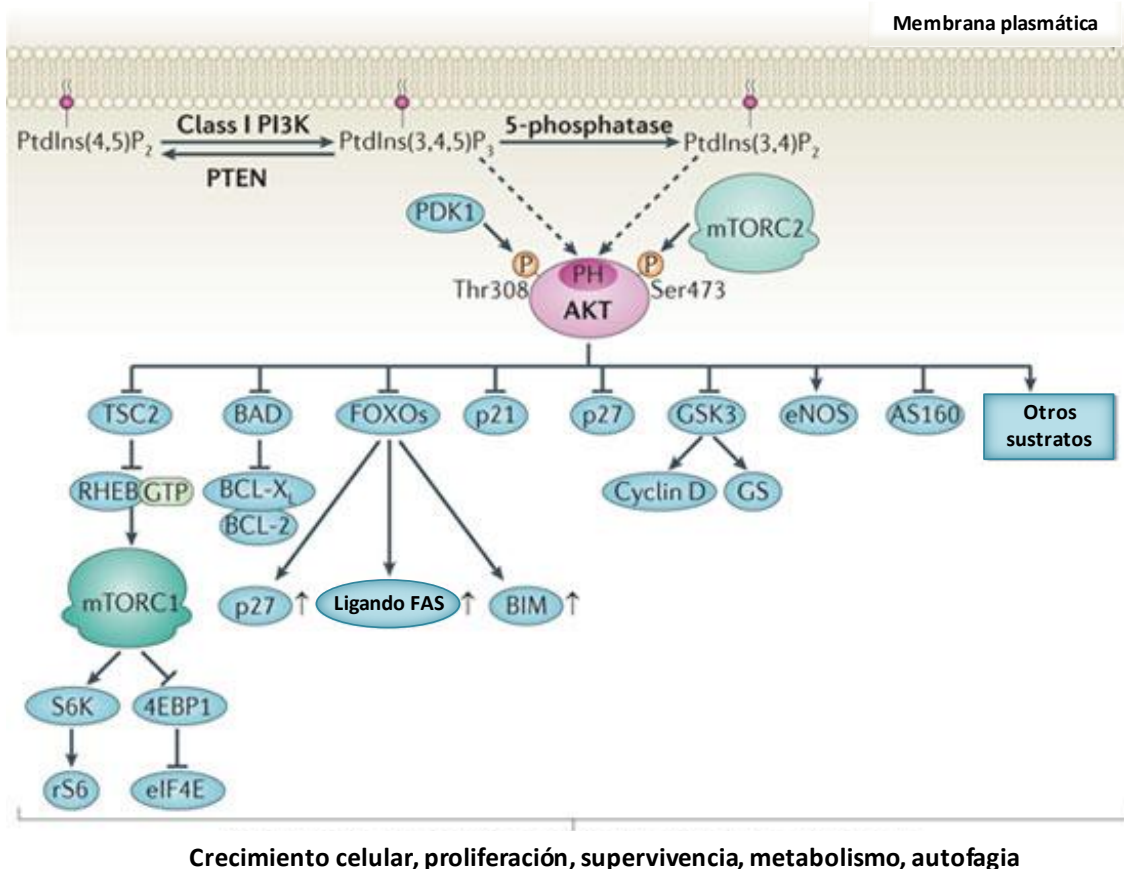 Membrana plasmática
PtdIns(4,5)P2
Class I PI3K
PTEN
PtdIns(3,4,5)P3
5-phosphatase
PtdIns(3,4)P2
PDK1
mTORC2
P
P
Thr308
PH
Ser473
AKT
TSC2
BAD
FOXOs
p21
p27
GSK3
eNOS
AS160
Otros
sustratos
RHEB
GTP
BCL-XL
BCL-2
Cyclin D
GS
mTORC1
p27 ↑
Ligando FAS ↑
BIM ↑
S6K
4EBP1
rS6
eIF4E
Crecimiento celular, proliferación, supervivencia, metabolismo, autofagia